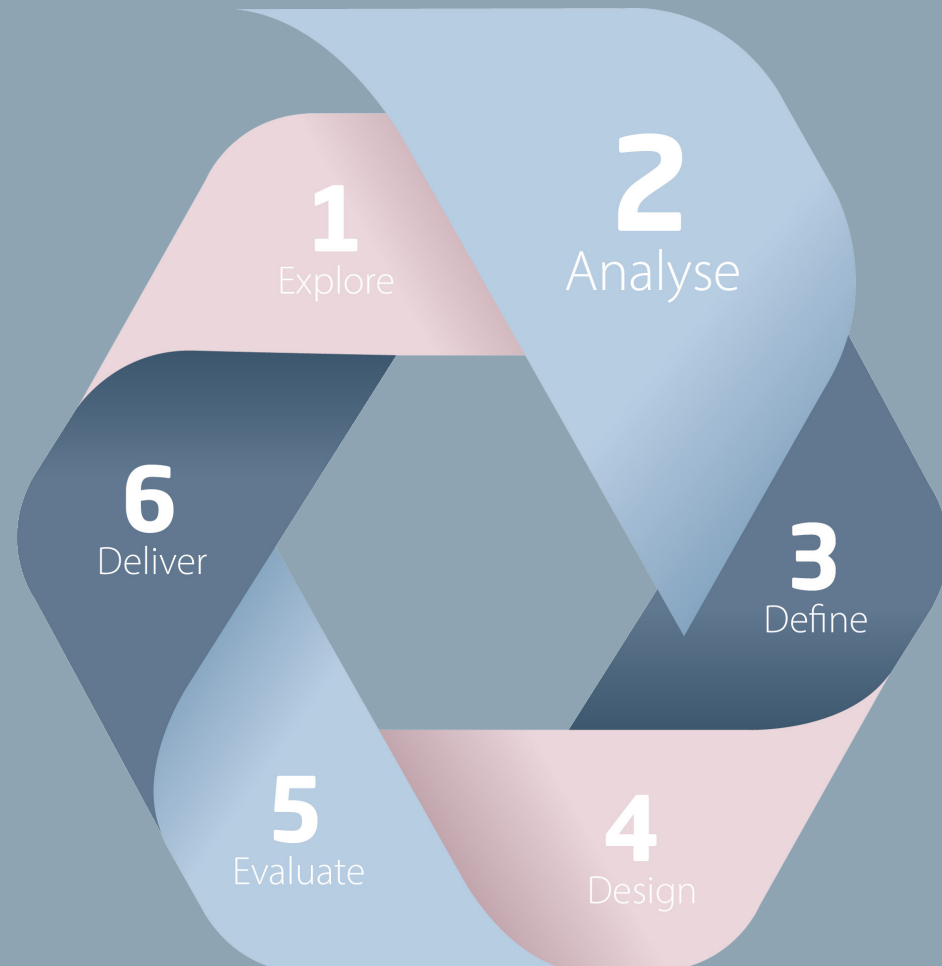 1
Explore
2
Analyse
3
Define
4
Design
5
Evaluate
6
Deliver